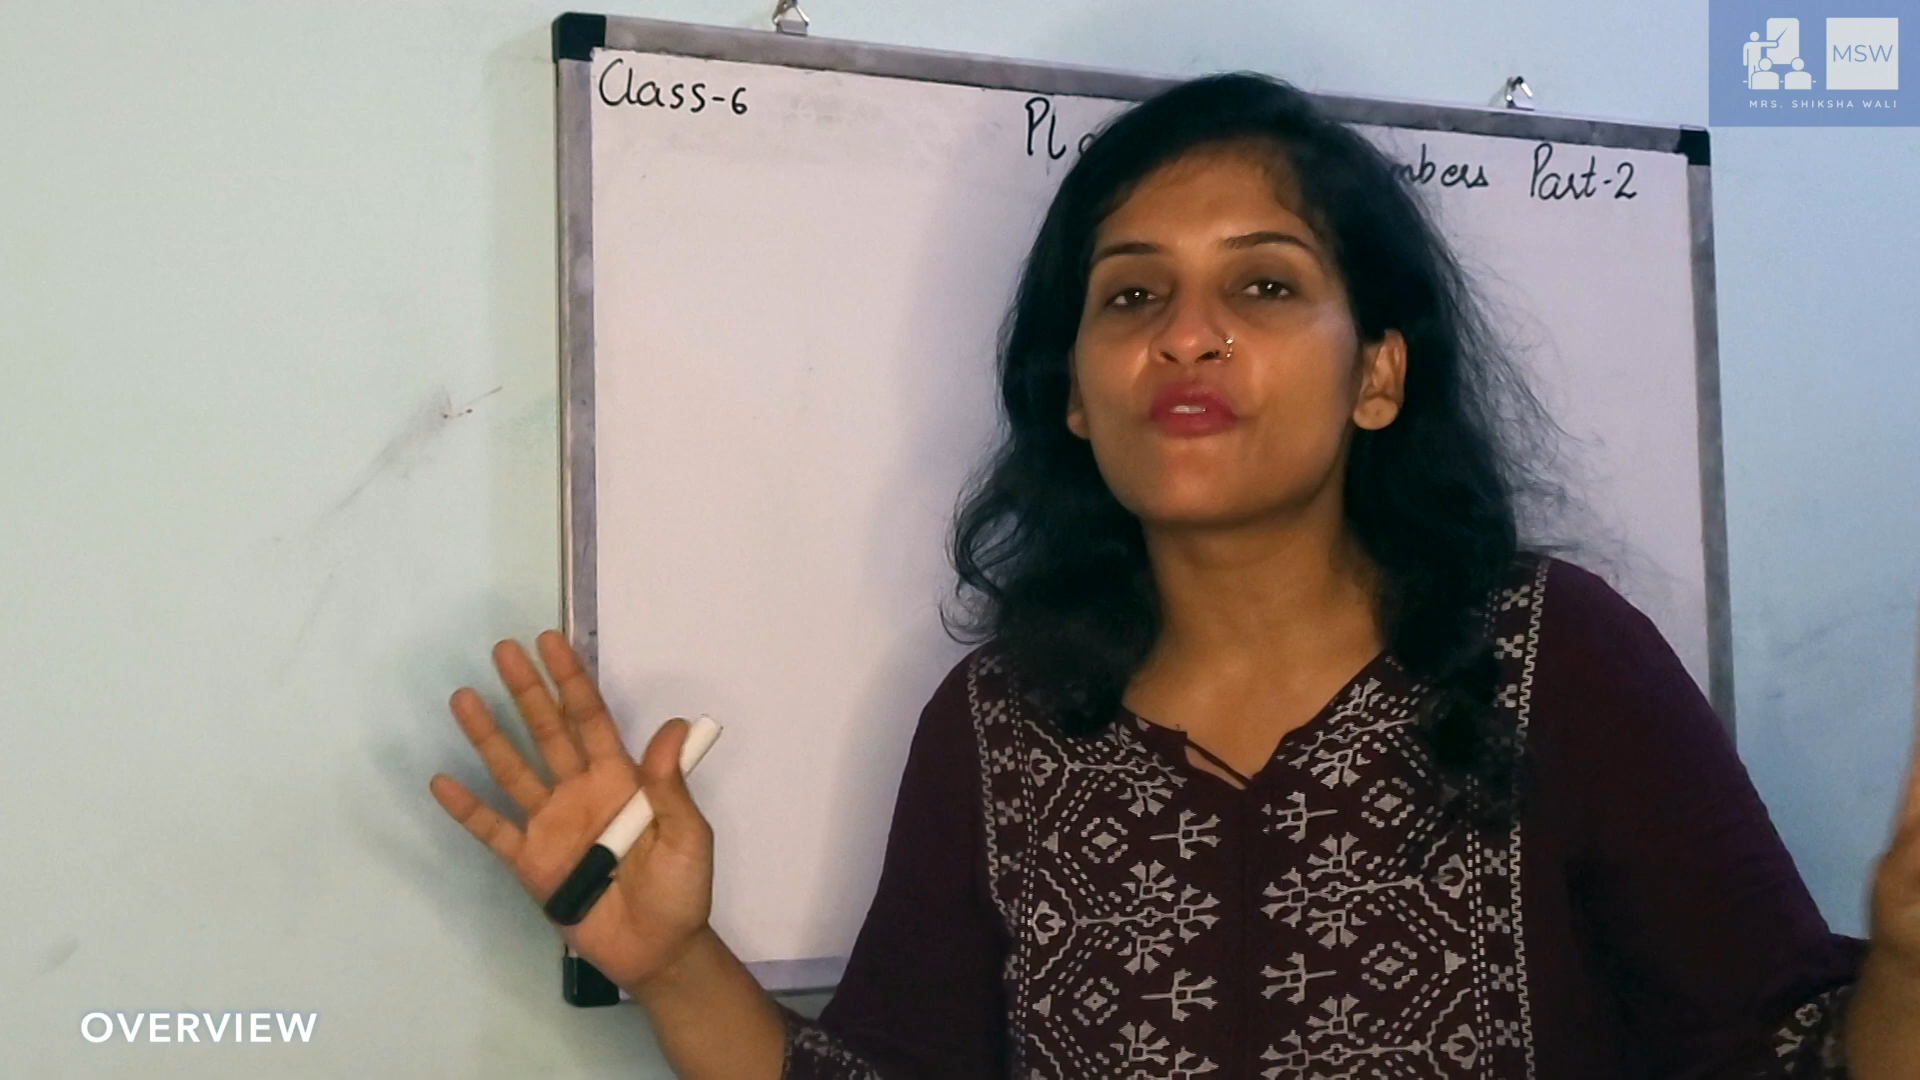 MSW
MRS. SHIKSHA WALI
Class-6
Part-2
OVERVIEW